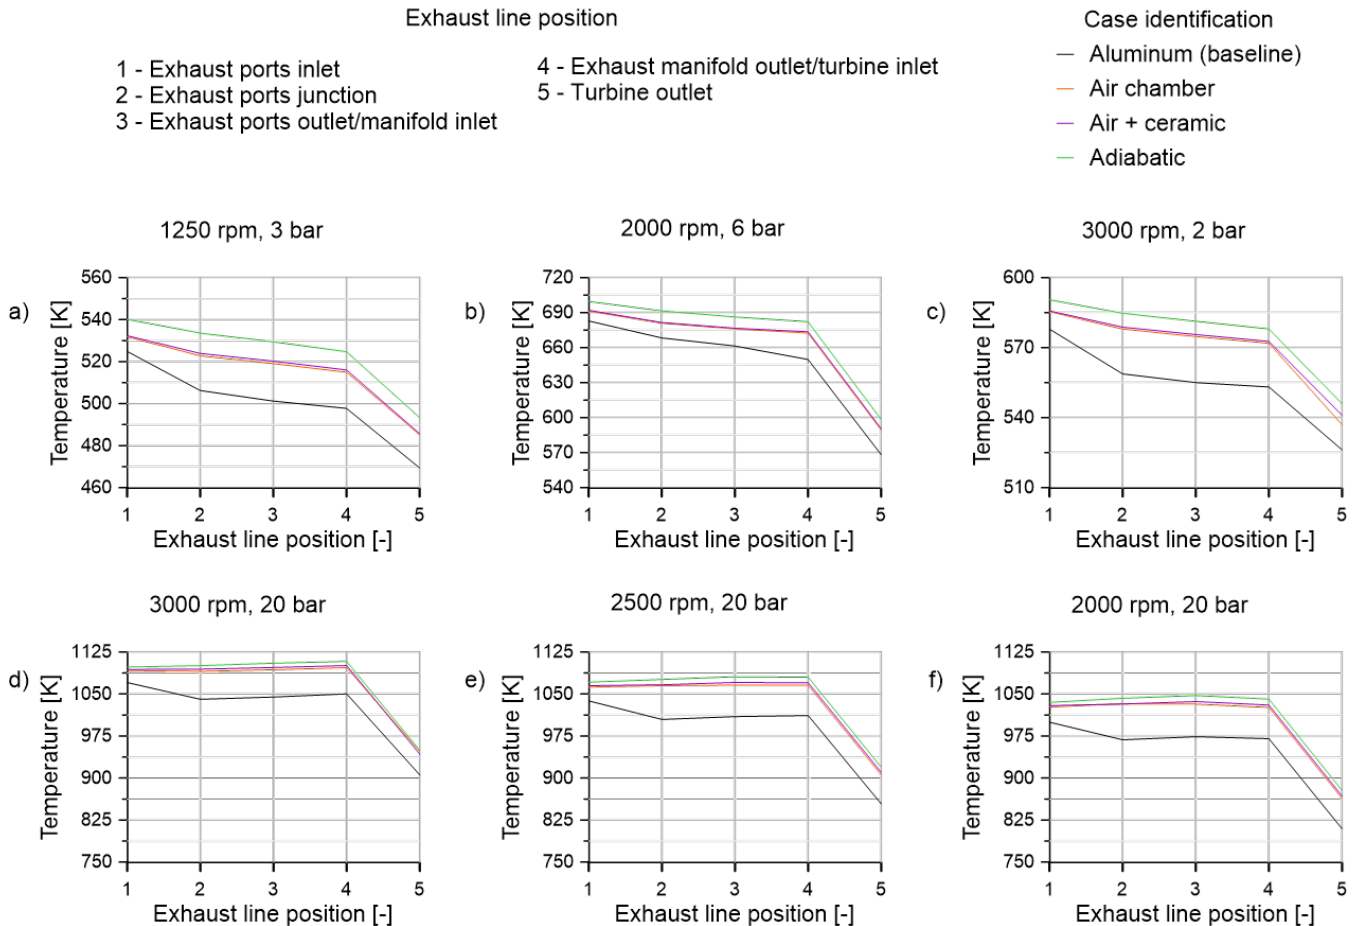 Exhaust line position
1 - Exhaust ports inlet
2 - Exhaust ports junction
3 - Exhaust ports outlet/manifold inlet
4 - Exhaust manifold outlet/turbine inlet
5 - Turbine outlet
Case identification
Aluminum (baseline)
Air chamber
Air + ceramic
Adiabatic
a)
1250 rpm, 3 bar
Temperature [K]
560
540
520
500
480
460
1 2 3 4 5
Exhaust line position [-]
b)
2000 rpm, 6 bar
Temperature [K]
720
690
660
630
600
570
540
1 2 3 4 5
Exhaust line position [-]
c)
3000 rpm, 2 bar
Temperature [K]
600
570
540
510
1 2 3 4 5
Exhaust line position [-]
d)
3000 rpm, 20 bar
Temperature [K]
1125
1050
975
900
825
750
1 2 3 4 5
Exhaust line position [-]
e)
2500 rpm, 20 bar
Temperature [K]
1125
1050
975
900
825
750
1 2 3 4 5
Exhaust line position [-]
f)
2000 rpm, 20 bar
Temperature [K]
1125
1050
975
900
825
750
1 2 3 4 5
Exhaust line position [-]